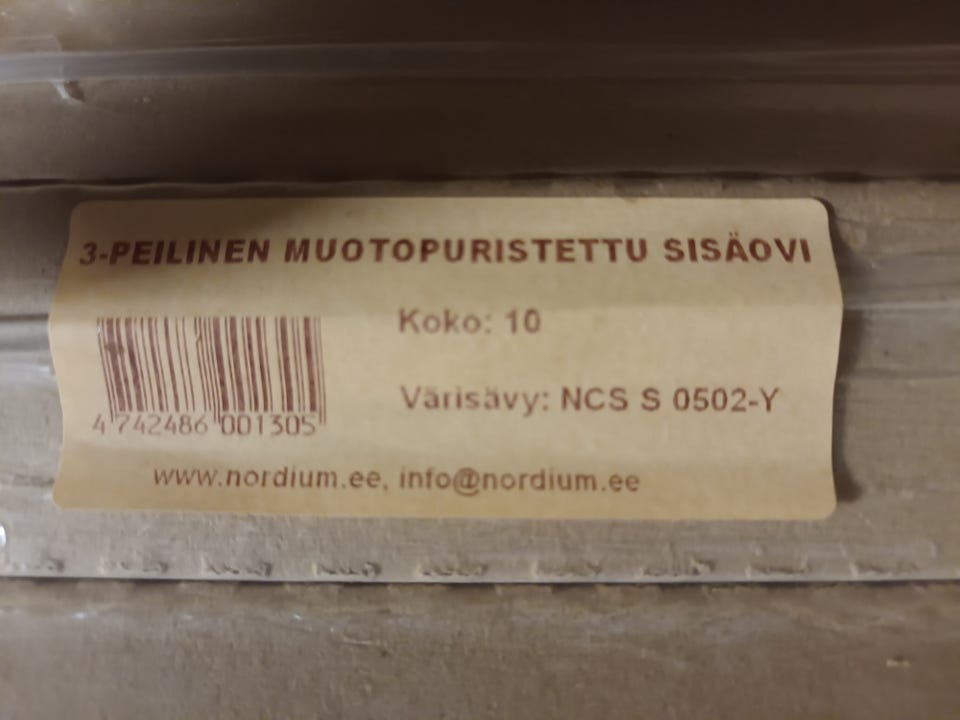 3-PEILINEN MUOTOPURISTETTU SISÄOVI
Koko: 10
Värisävy: NCS S 0502-Y
4 742486 001305
www.nordium.ee, info@nordium.ee